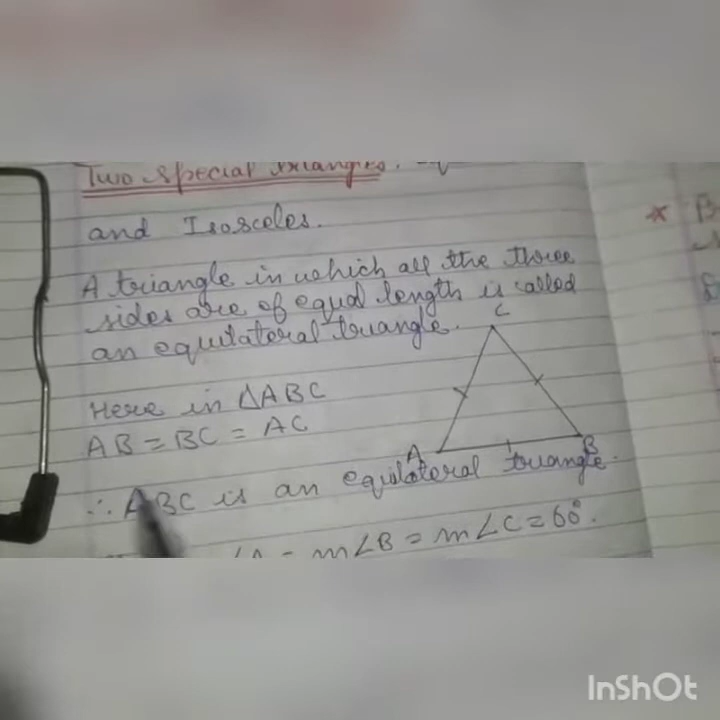 Two special triangles.
and Isosceles.
A triangle in which all the three
sides are of equal length is called
an equilateral triangle.
C
Here in △ABC
AB = BC = AC
A
B
∴ ABC is an equilateral triangle.
m∠B = m∠C = 60°.
InShOt